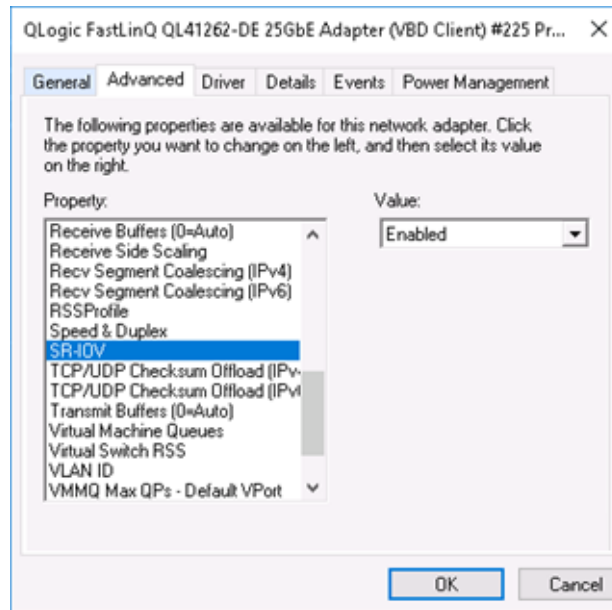 QLogic FastLinQ QL41262-DE 25GbE Adapter (VBD Client) #225 Pr...
General Advanced Driver Details Events Power Management
The following properties are available for this network adapter. Click
the property you want to change on the left, and then select its value
on the right.
Property:
Value:
Receive Buffers (0=Auto)
Enabled
Receive Side Scaling
Recv Segment Coalescing (IPv4)
Recv Segment Coalescing (IPv6)
RSSProfile
Speed & Duplex
SR-IOV
TCP/UDP Checksum Offload (IPv
TCP/UDP Checksum Offload (IPv
Transmit Buffers (0=Auto)
Virtual Machine Queues
Virtual Switch RSS
VLAN ID
VMMQ Max QPs - Default VPort
OK
Cancel